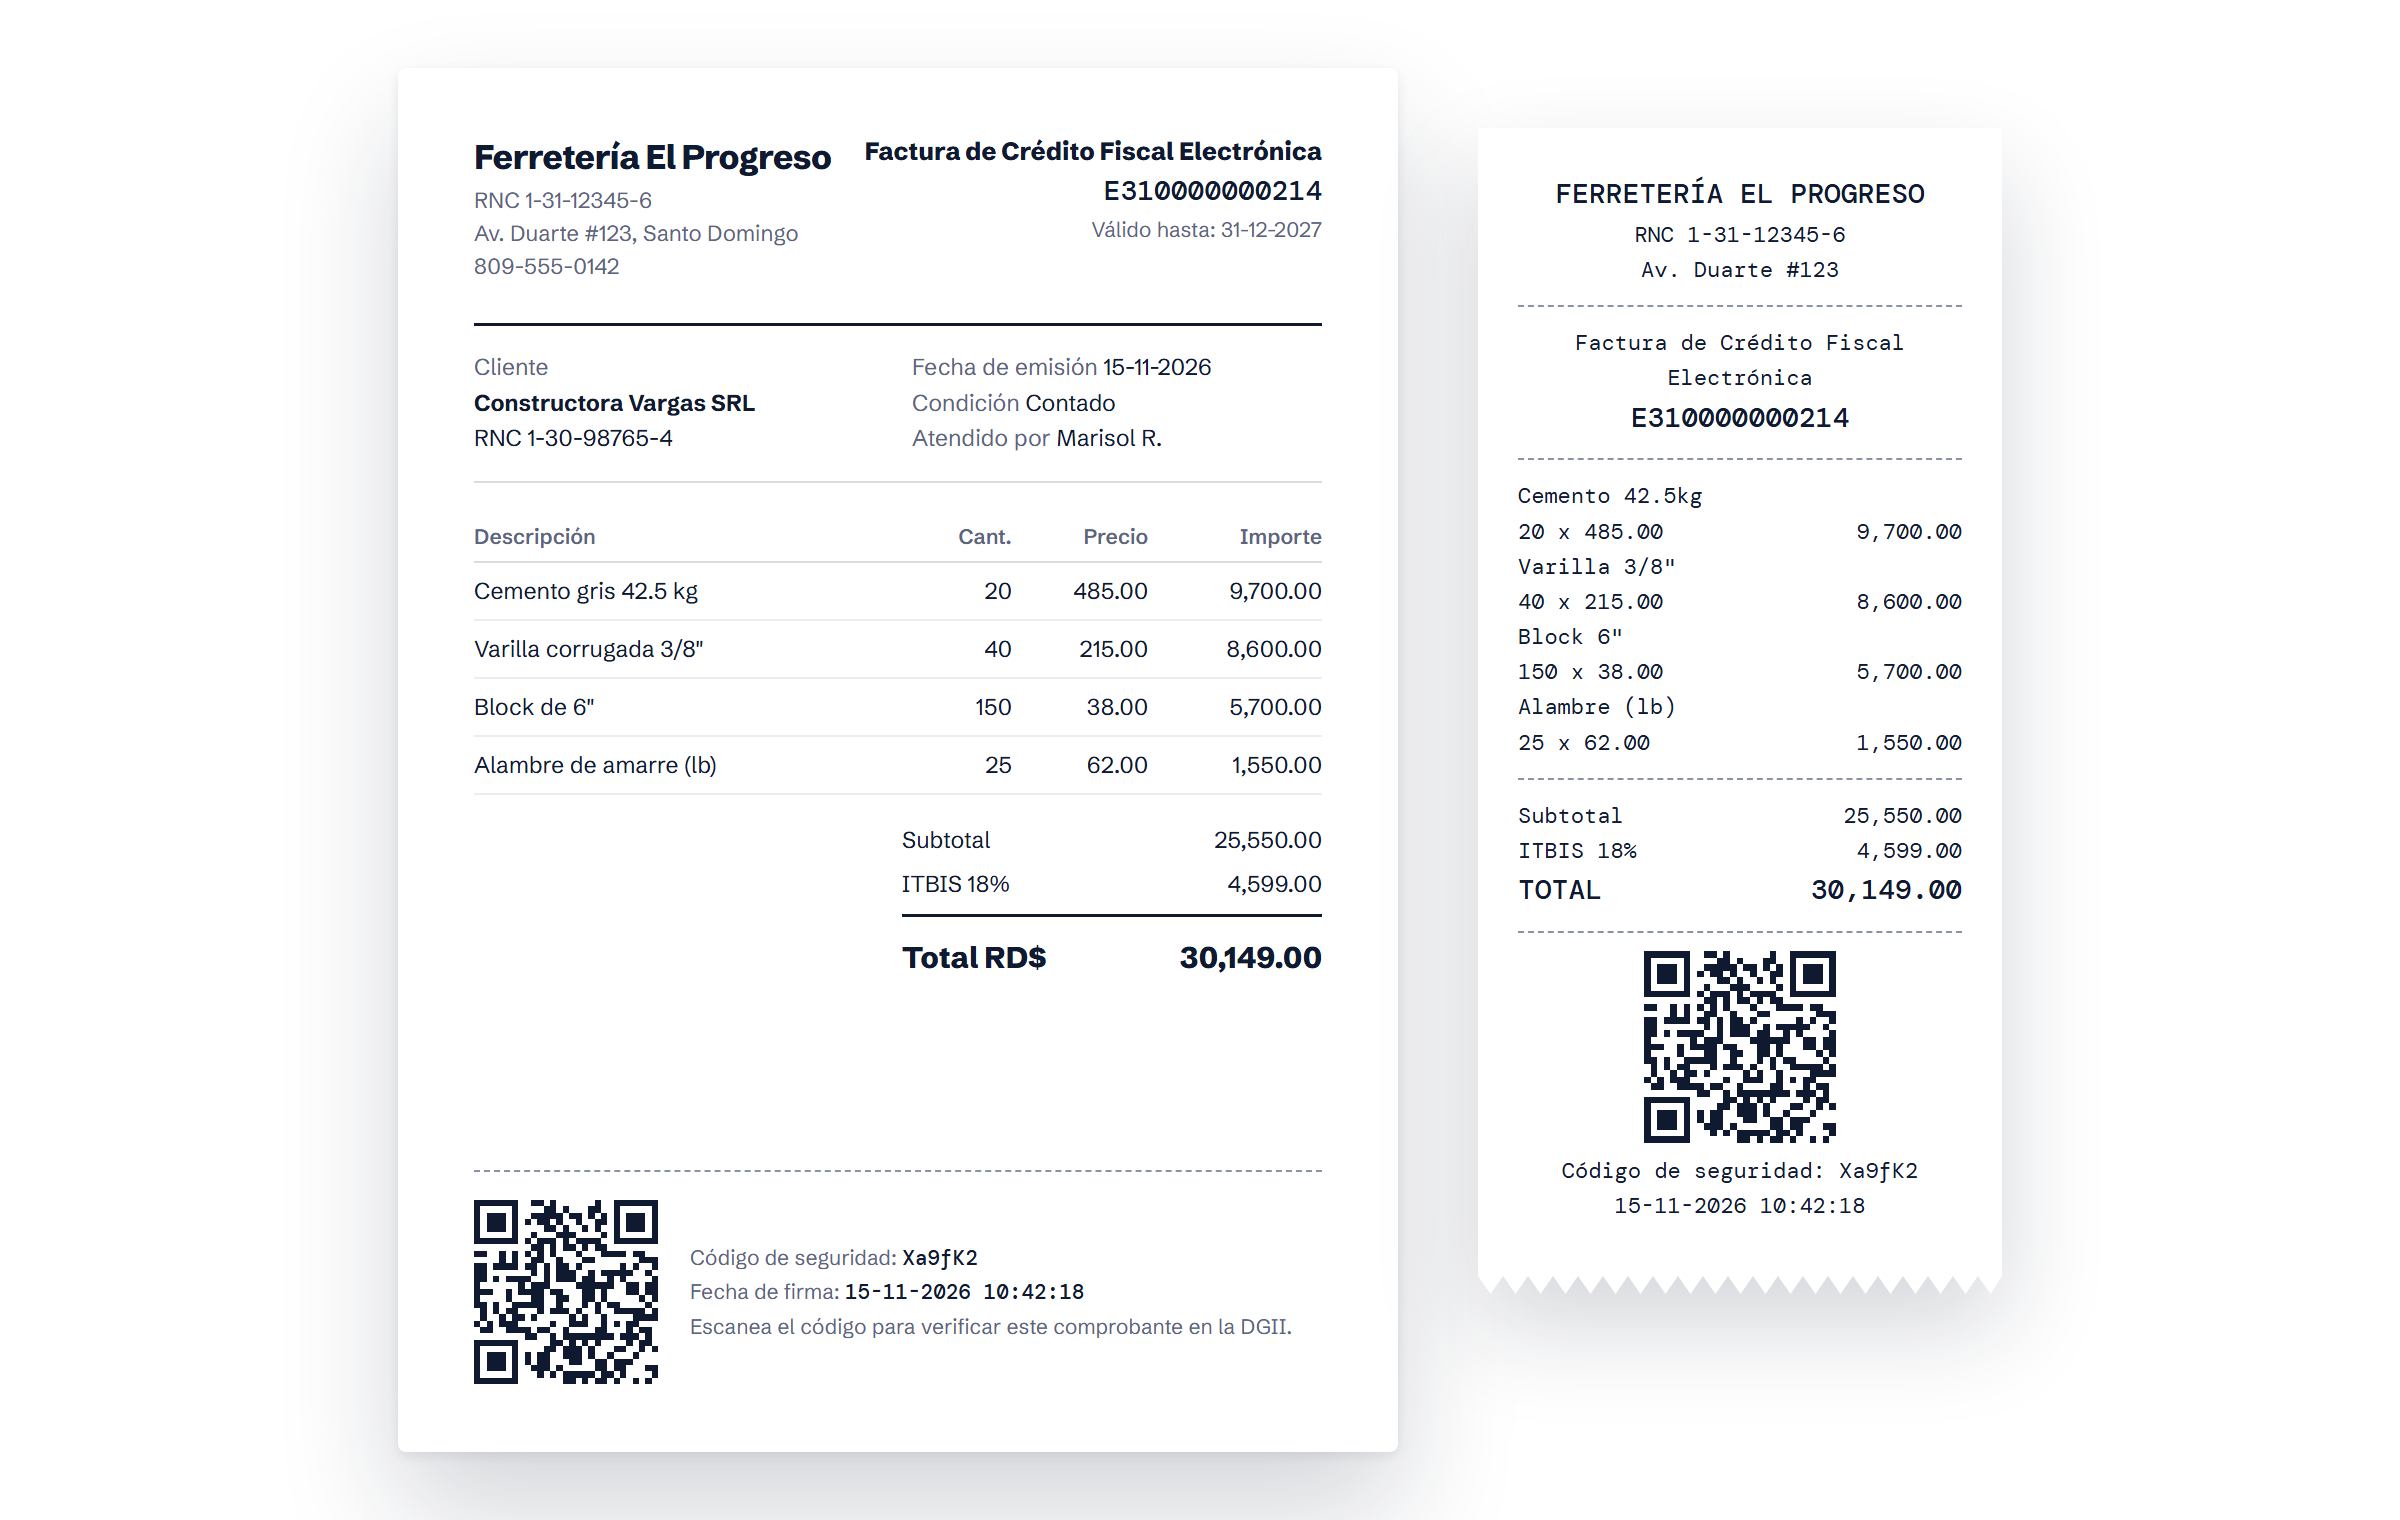 Ferretería El Progreso
RNC 1-31-12345-6
Av. Duarte #123, Santo Domingo
809-555-0142
Factura de Crédito Fiscal Electrónica
E310000000214
Válido hasta: 31-12-2027
Cliente
Constructora Vargas SRL
RNC 1-30-98765-4
Fecha de emisión 15-11-2026
Condición Contado
Atendido por Marisol R.
Descripción Cant. Precio Importe
Cemento gris 42.5 kg 20 485.00 9,700.00
Varilla corrugada 3/8" 40 215.00 8,600.00
Block de 6" 150 38.00 5,700.00
Alambre de amarre (lb) 25 62.00 1,550.00
Subtotal 25,550.00
ITBIS 18% 4,599.00
Total RD$ 30,149.00
Código de seguridad: Xa9fK2
Fecha de firma: 15-11-2026 10:42:18
Escanea el código para verificar este comprobante en la DGII.
FERRETERÍA EL PROGRESO
RNC 1-31-12345-6
Av. Duarte #123
Factura de Crédito Fiscal
Electrónica
E310000000214
Cemento 42.5kg
20 x 485.00 9,700.00
Varilla 3/8"
40 x 215.00 8,600.00
Block 6"
150 x 38.00 5,700.00
Alambre (lb)
25 x 62.00 1,550.00
Subtotal 25,550.00
ITBIS 18% 4,599.00
TOTAL 30,149.00
Código de seguridad: Xa9fK2
15-11-2026 10:42:18